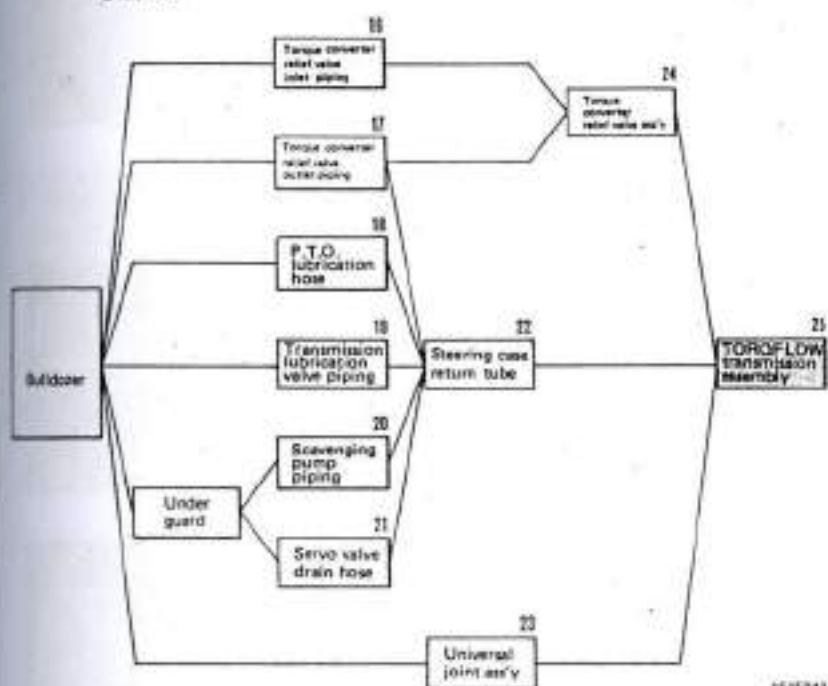 16
Torque converter
relief valve
inlet piping
24
Torque
converter
relief valve ass'y
17
Torque converter
relief valve
outlet piping
18
P.T.O.
lubrication
hose
Bulldozer
19
Transmission
lubrication
valve piping
22
Steering case
return tube
25
TORQFLOW
transmission
assembly
20
Scavenging
pump
piping
Under
guard
21
Servo valve
drain hose
23
Universal
joint ass'y